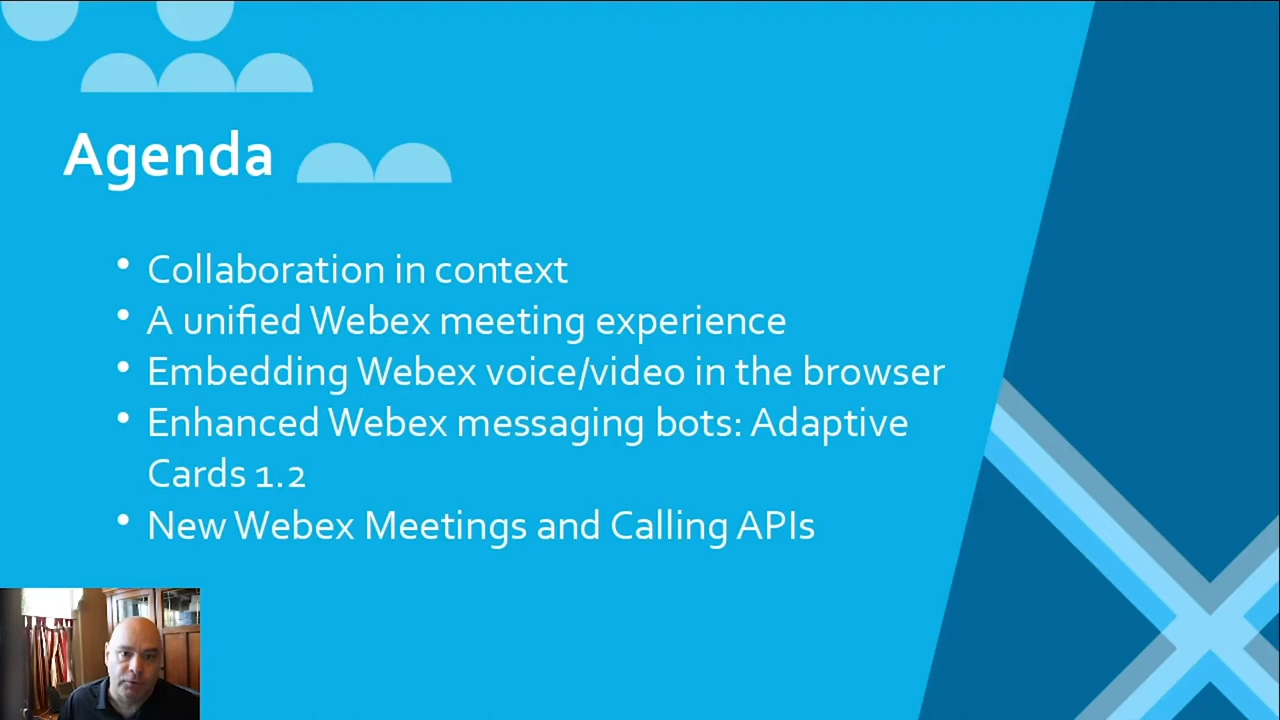 Agenda
• Collaboration in context
• A unified Webex meeting experience
• Embedding Webex voice/video in the browser
• Enhanced Webex messaging bots: Adaptive
Cards 1.2
• New Webex Meetings and Calling APIs